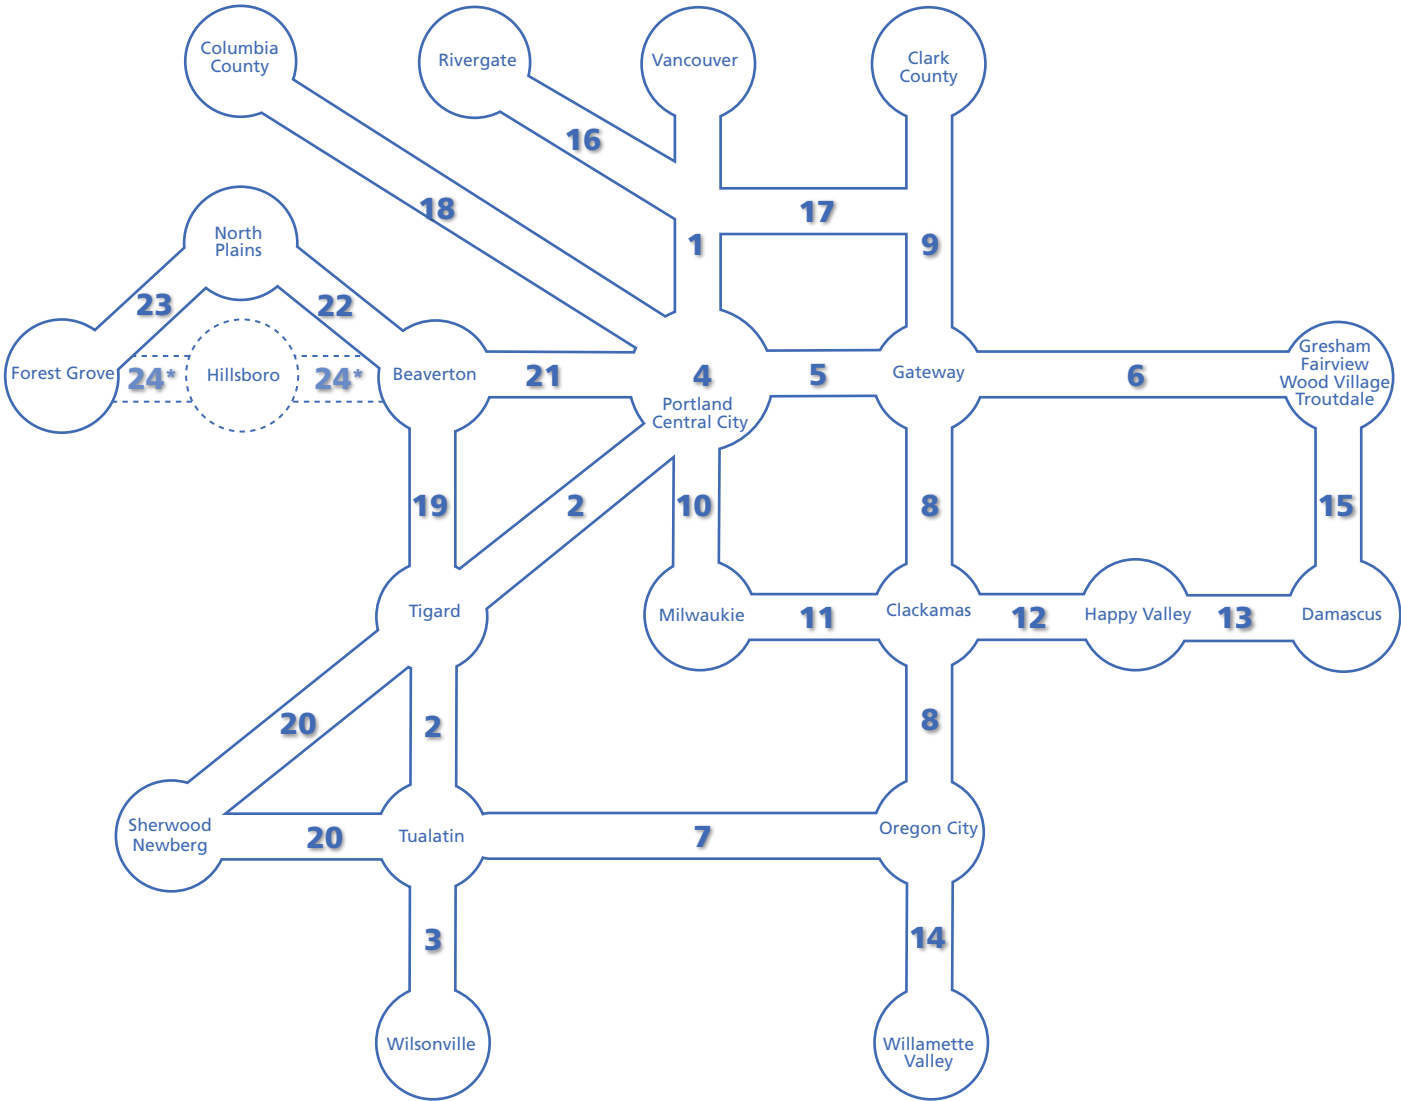 Columbia
County
Rivergate
Vancouver
Clark
County
16
18
17
1
9
North
Plains
23
22
Forest Grove
24*
Hillsboro
24*
Beaverton
21
4
Portland
Central City
5
Gateway
6
Gresham
Fairview
Wood Village
Troutdale
19
2
10
8
15
Tigard
Milwaukie
11
Clackamas
12
Happy Valley
13
Damascus
20
2
8
Sherwood
Newberg
20
Tualatin
7
Oregon City
3
14
Wilsonville
Willamette
Valley